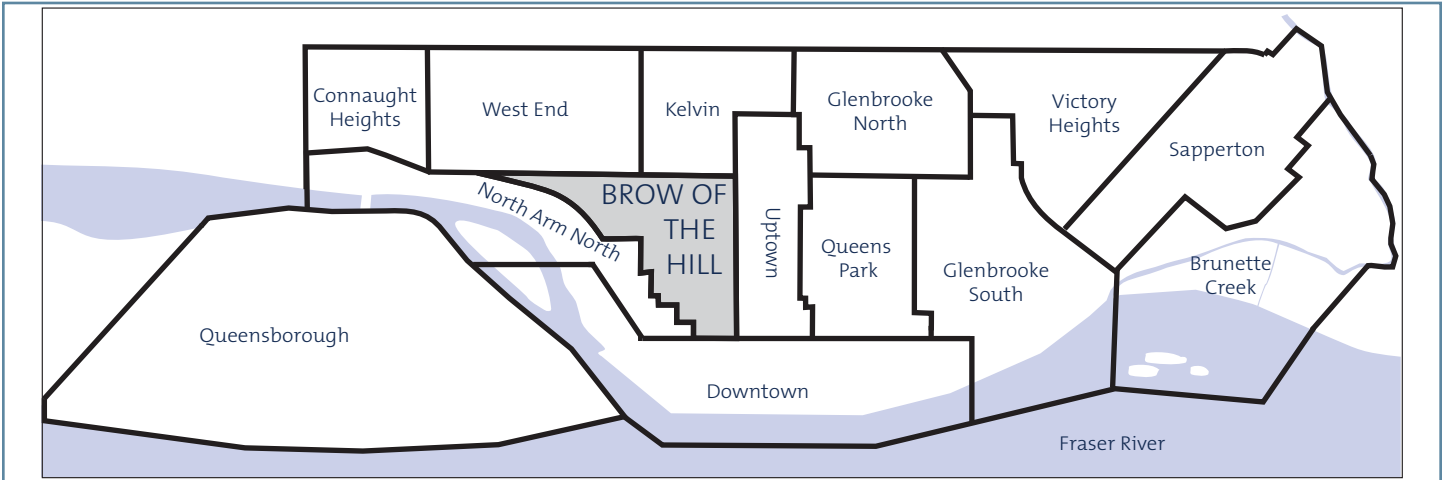 Connaught
Heights
West End
Kelvin
Glenbrooke
North
Victory
Heights
Sapperton
North Arm North
BROW OF
THE
HILL
Uptown
Queens
Park
Glenbrooke
South
Brunette
Creek
Queensborough
Downtown
Fraser River